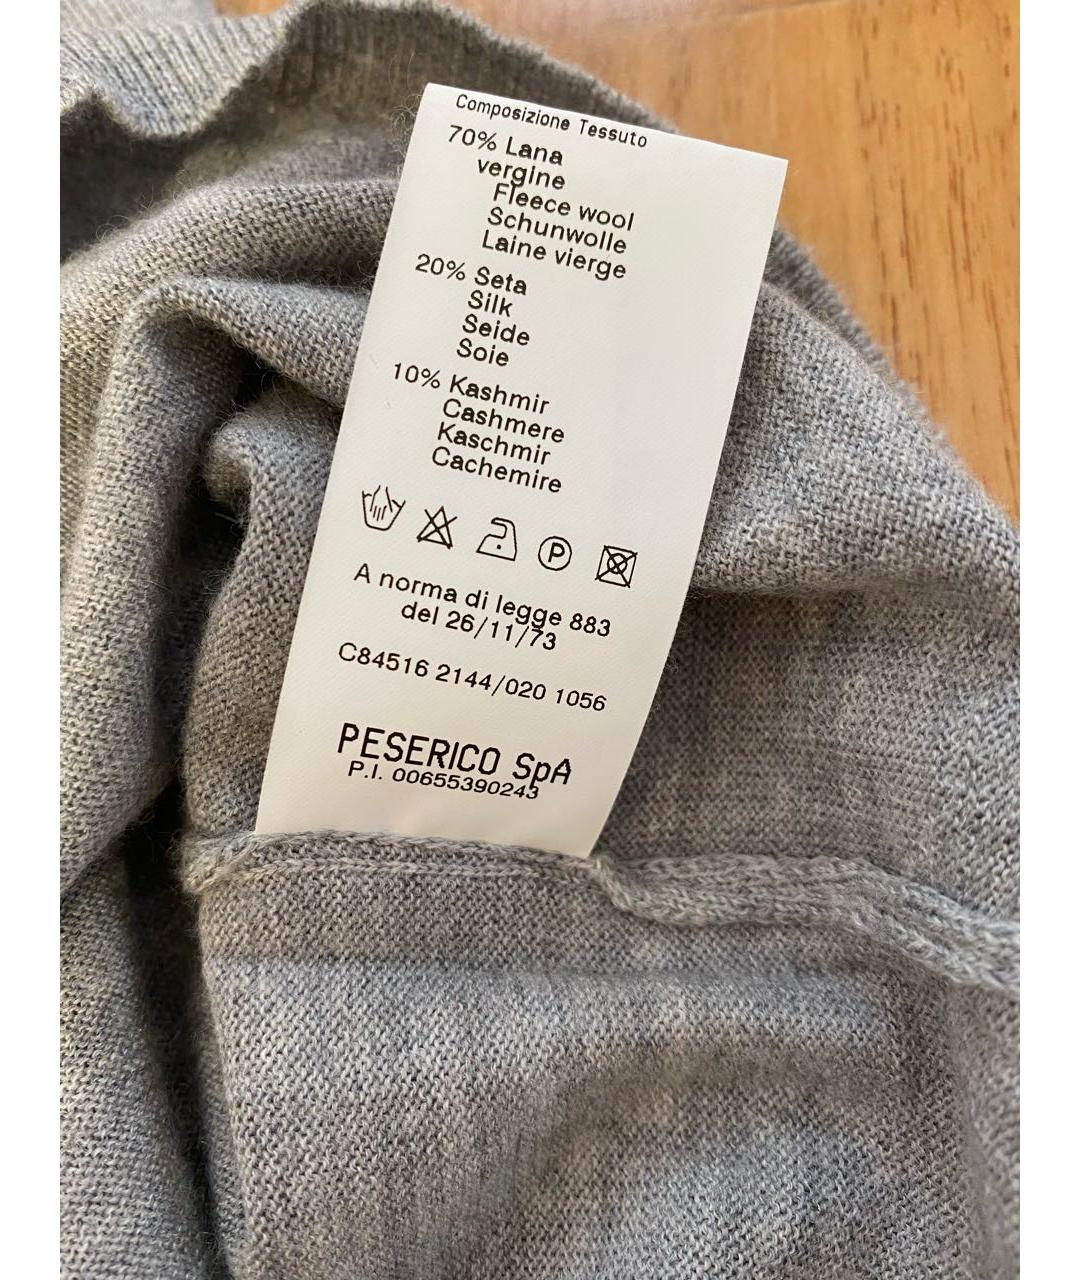 Composizione Tessuto
70% Lana
vergine
Fleece wool
Schunwolle
Laine vierge
20% Seta
Silk
Seide
Soie
10% Kashmir
Cashmere
Kaschmir
Cachemire
P
A norma di legge 883
del 26/11/73
C84516 2144/020 1056
PESERICO SpA
P.I. 00655390243